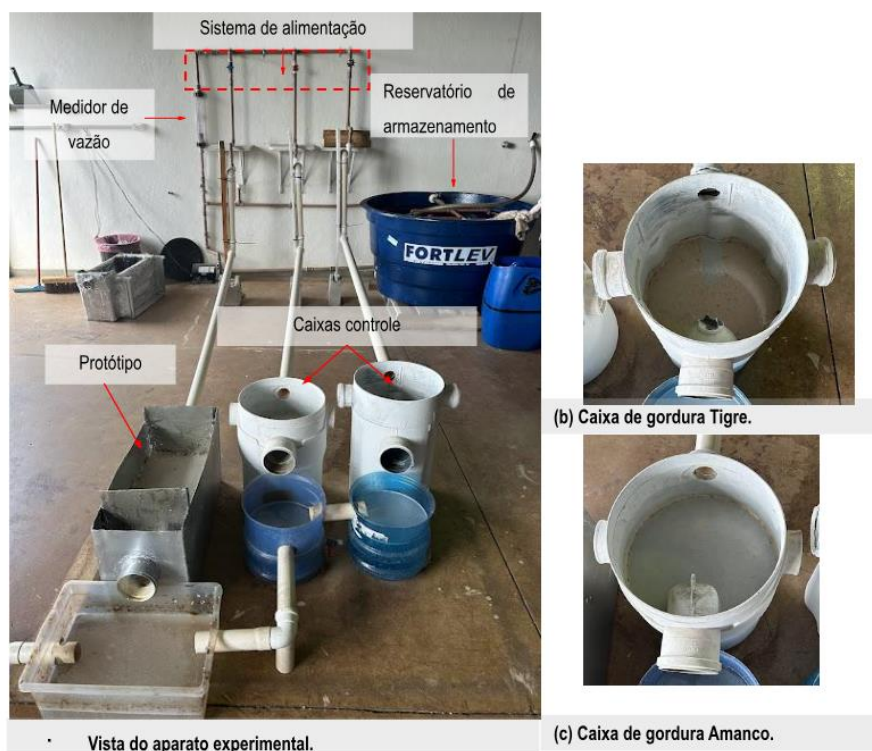 Sistema de alimentação
Medidor de
vazão
Reservatório de
armazenamento
FORTLEV
Caixas controle
Protótipo
(b) Caixa de gordura Tigre.
(c) Caixa de gordura Amanco.
. Vista do aparato experimental.